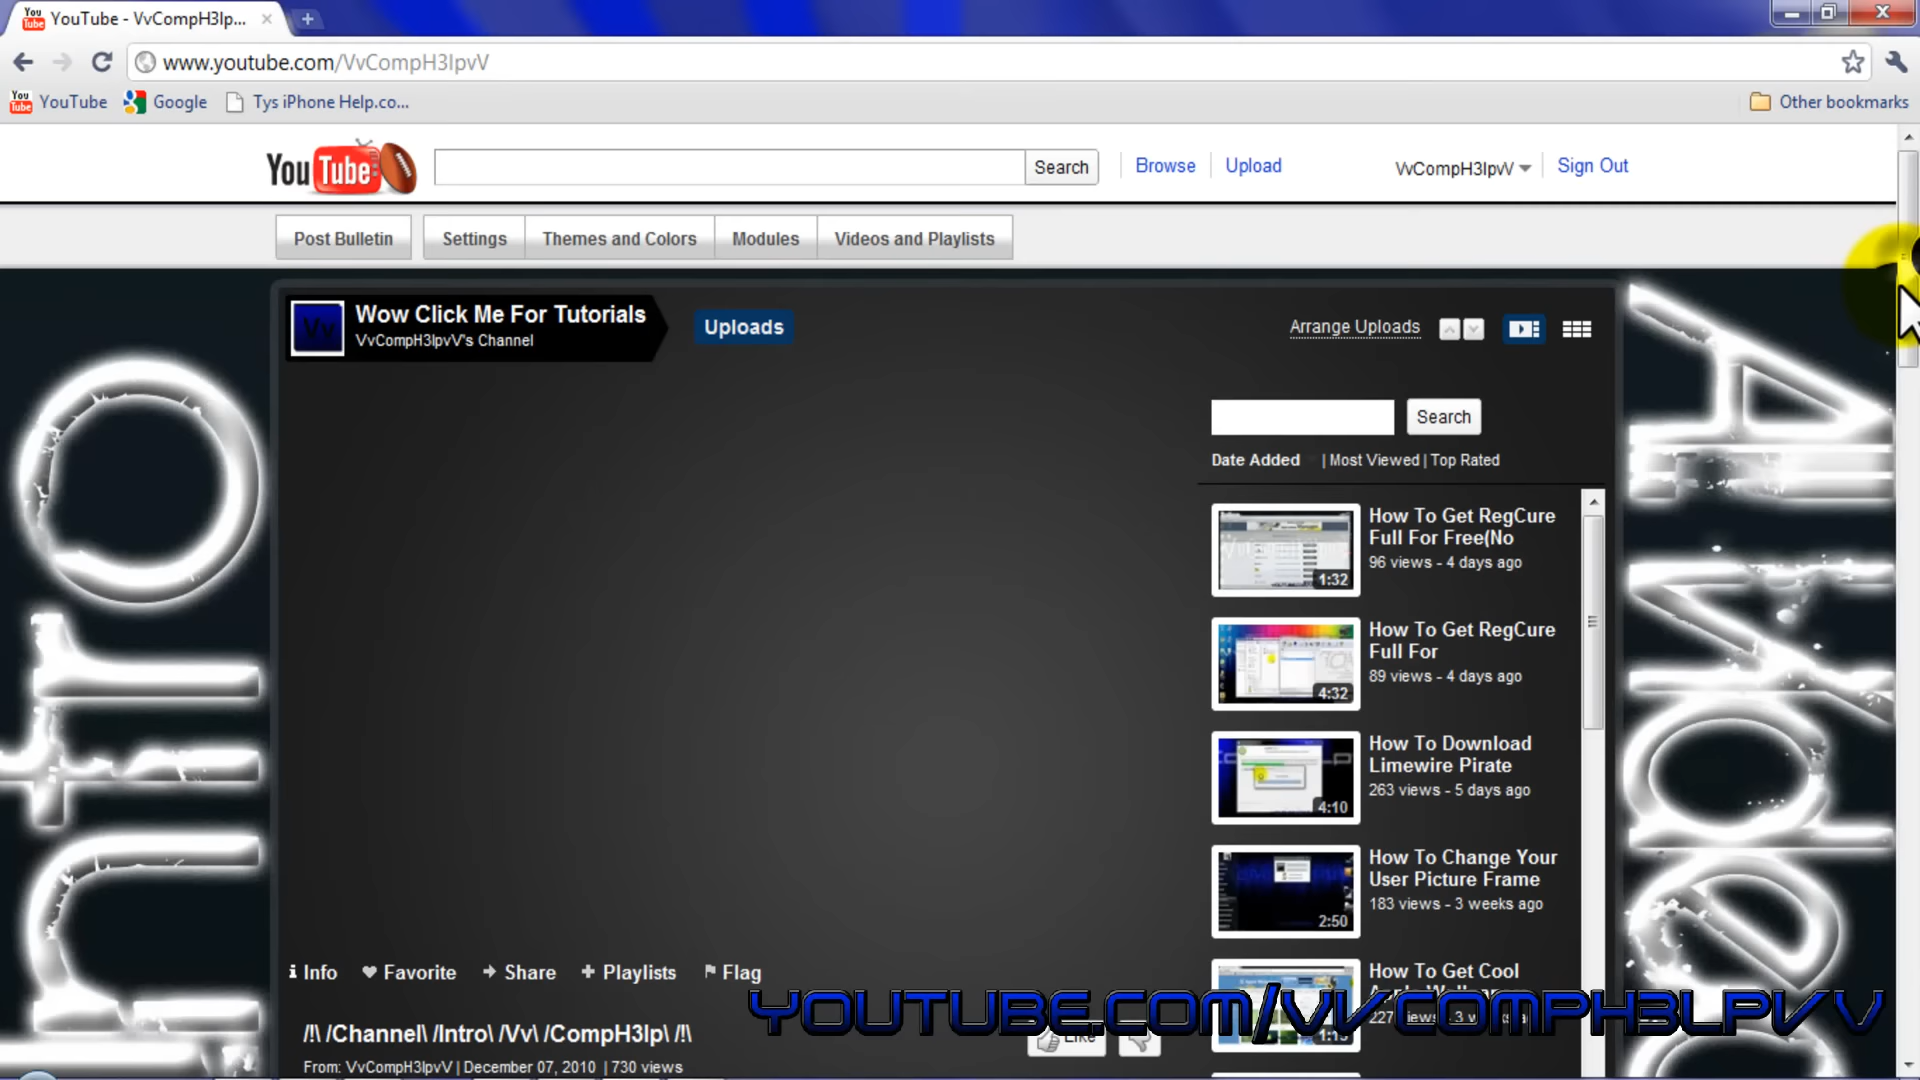 YouTube - VvCompH3lp...
www.youtube.com/VvCompH3lpvV
YouTube Google Tys iPhone Help.co... Other bookmarks
YouTube Search Browse Upload VvCompH3lpvV Sign Out
Post Bulletin Settings Themes and Colors Modules Videos and Playlists
Wow Click Me For Tutorials
VvCompH3lpvV's Channel
Uploads
Arrange Uploads
Search
Date Added | Most Viewed | Top Rated
How To Get RegCure
Full For Free(No
96 views - 4 days ago
1:32
How To Get RegCure
Full For
89 views - 4 days ago
4:32
How To Download
Limewire Pirate
263 views - 5 days ago
4:10
How To Change Your
User Picture Frame
183 views - 3 weeks ago
2:50
How To Get Cool
1:15
Info Favorite Share Playlists Flag
YOUTUBE.COM/VVCOMPH3LPVV
/!\ /Channel\ /Intro\ /Vv\ /CompH3lp\ /!\
Like
From: VvCompH3lpvV | December 07, 2010 | 730 views
Intro